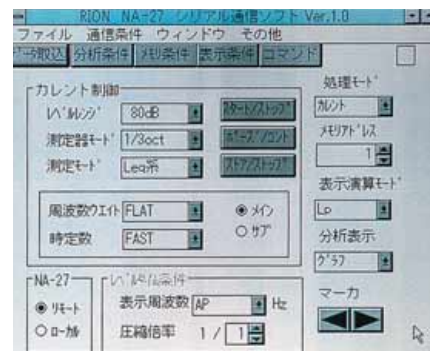 RION NA-27 シリアル通信ソフト Ver.1.0
ファイル 通信条件 ウィンドウ その他
データ取込 分析条件 メモリ条件 表示条件 コマンド
カレント制御
レベルレンジ 80dB スタート/ストップ
測定器モード 1/3oct ポーズ/コント
測定モード Leq系 ストア/ストップ
周波数ウエイト FLAT メイン
時定数 FAST サブ
処理モード
カレント
メモリアドレス
1
表示演算モード
Lp
分析表示
グラフ
マーカ
NA-27
リモート
ローカル
レベルタイム条件
表示周波数 AP Hz
圧縮倍率 1 / 1